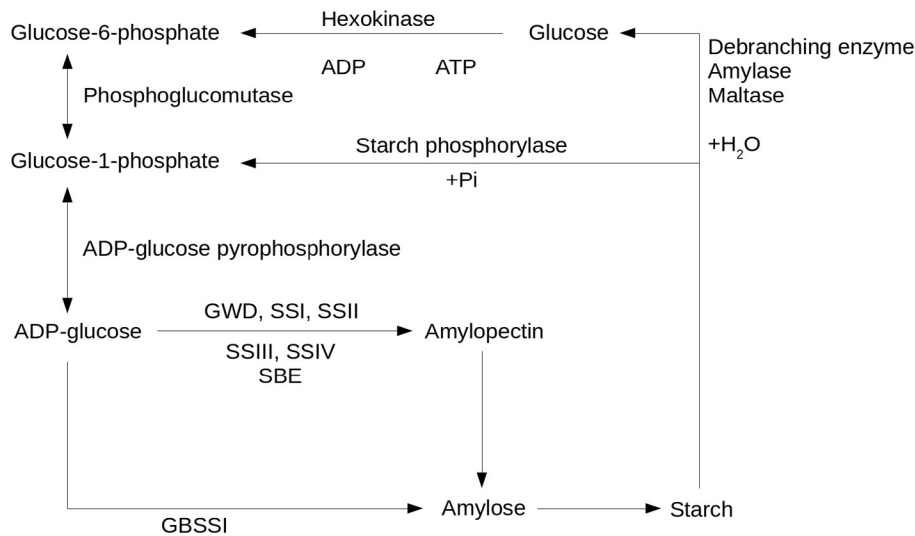 Hexokinase
Glucose-6-phosphate
Glucose
Debranching enzyme
ADP
ATP
Amylase
Phosphoglucomutase
Maltase
Starch phosphorylase
+H₂O
Glucose-1-phosphate
+Pi
ADP-glucose pyrophosphorylase
GWD, SSI, SSII
ADP-glucose
Amylopectin
SSIII, SSIV
SBE
Amylose
Starch
GBSSI